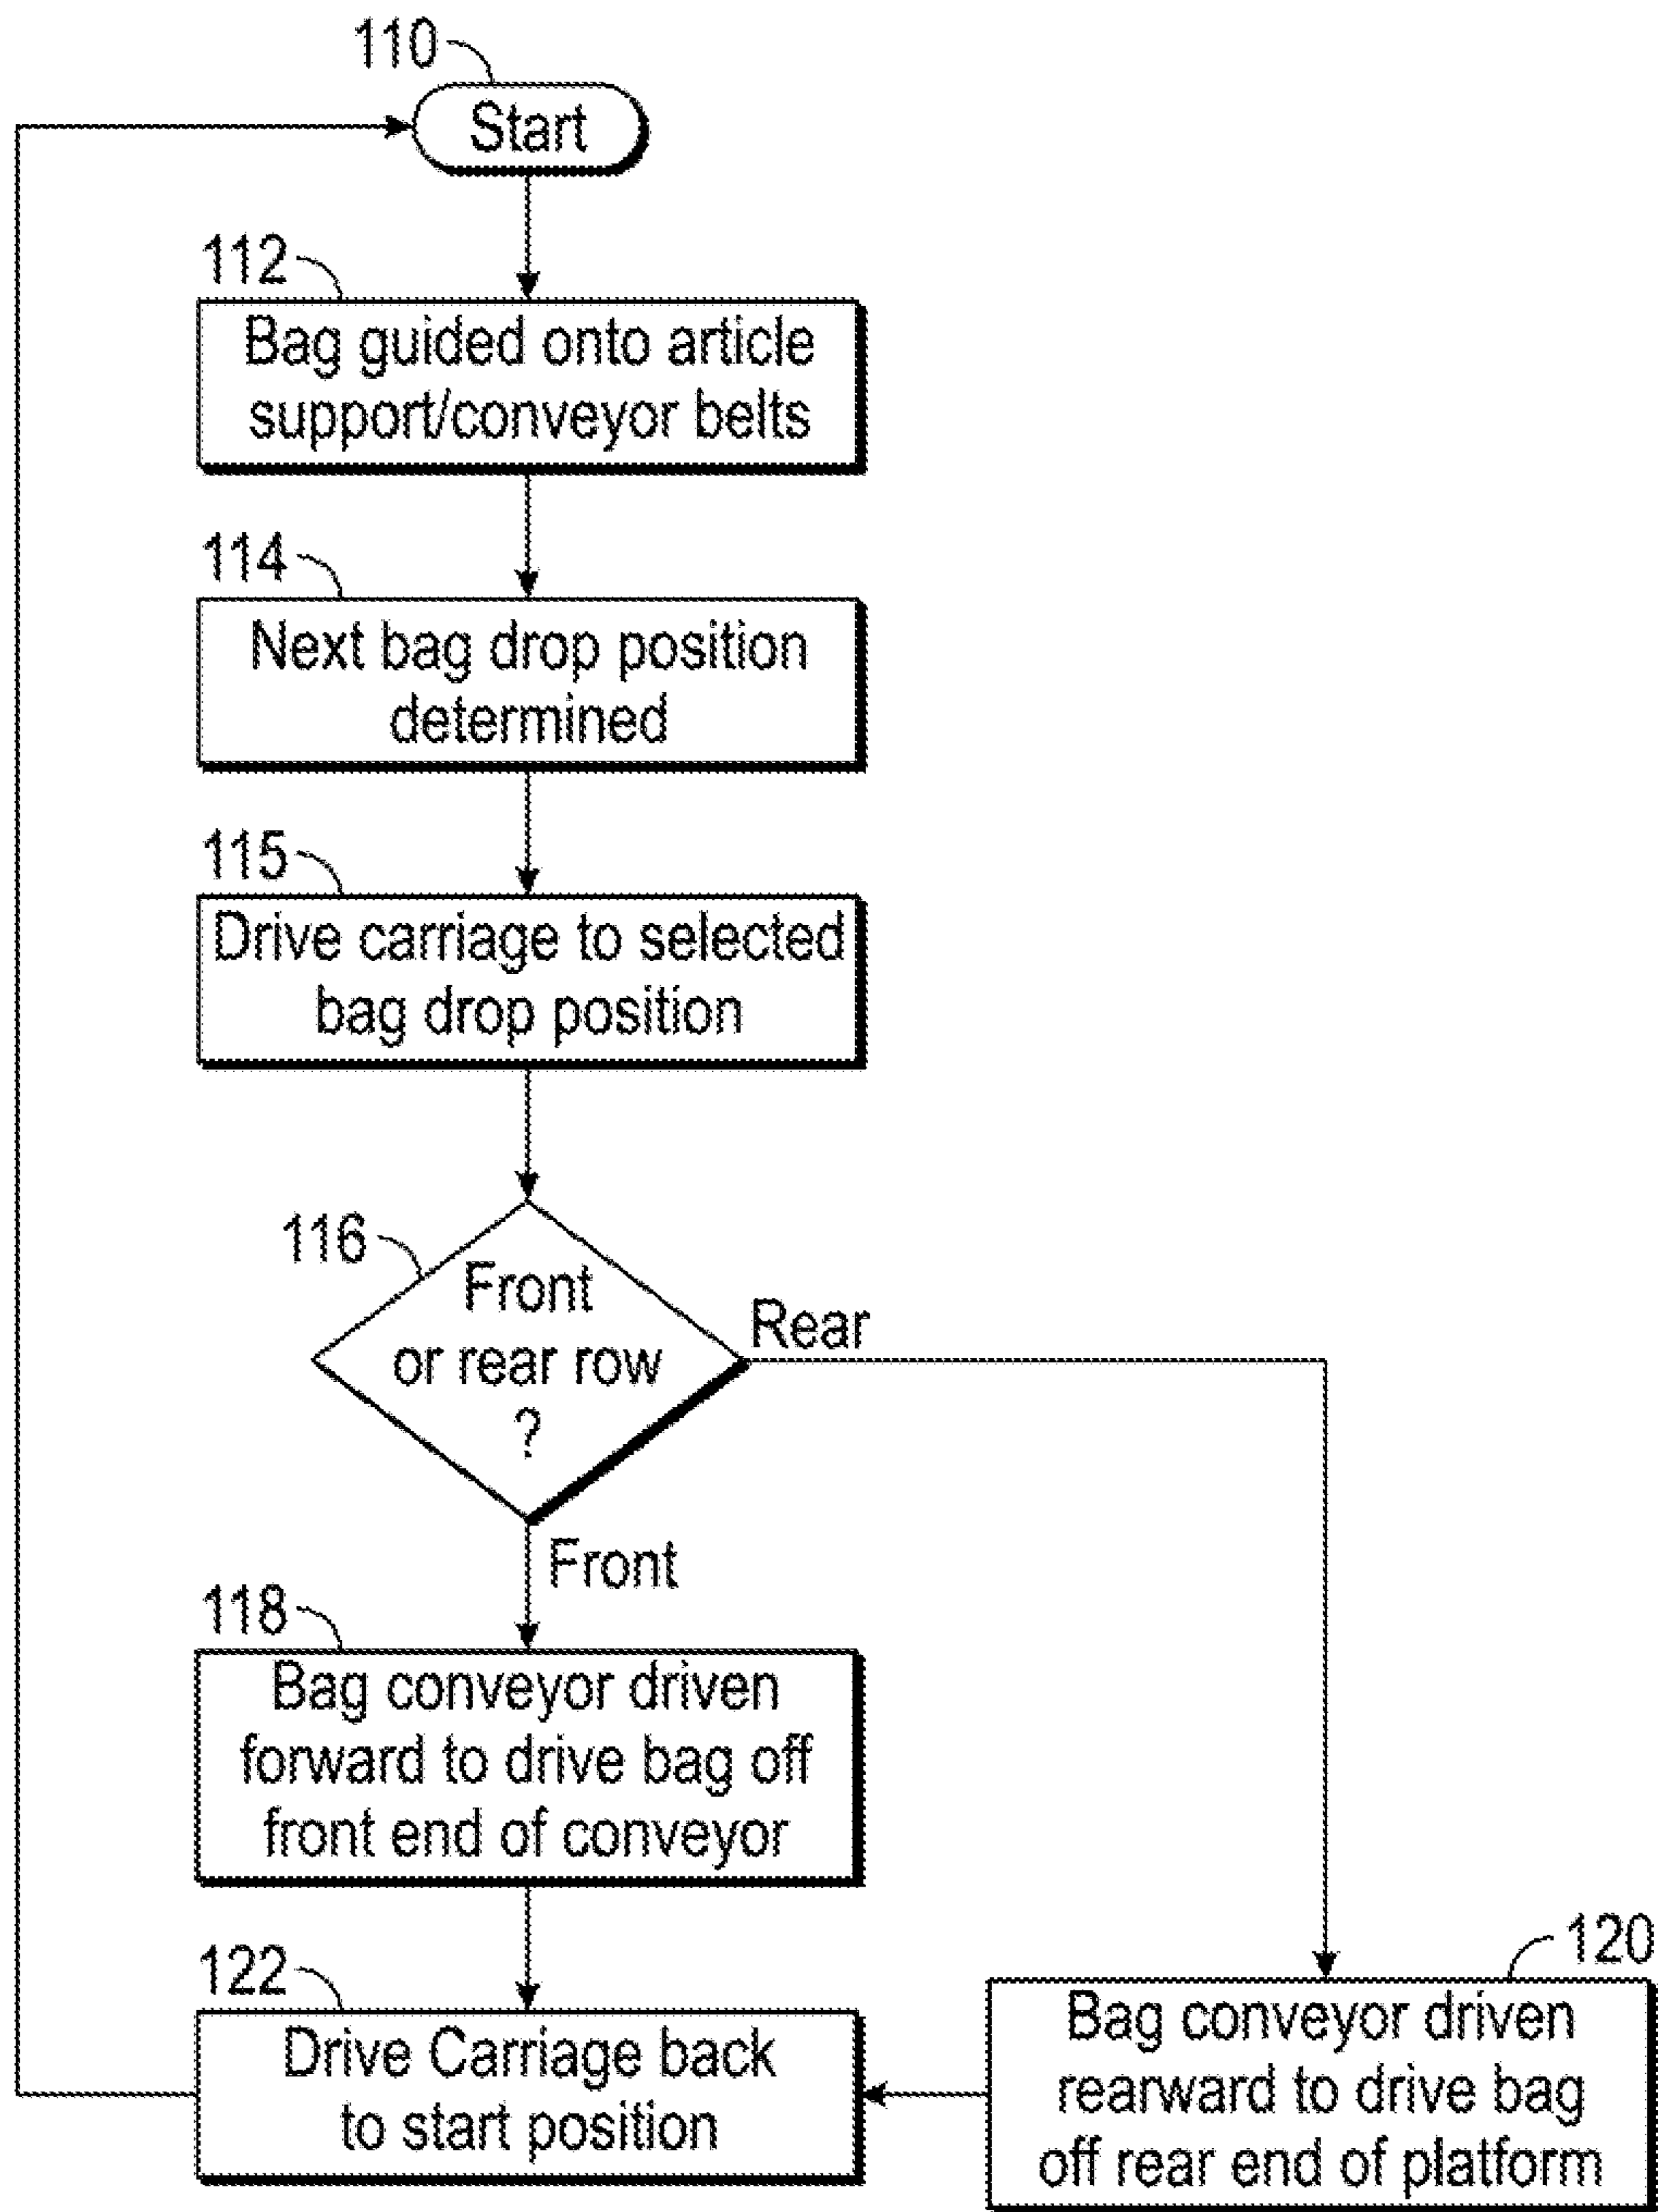 110
Start
112
Bag guided onto article
support/conveyor belts
114
Next bag drop position
determined
115
Drive carriage to selected
bag drop position
116
Front
or rear row
?
Rear
Front
118
Bag conveyor driven
forward to drive bag off
front end of conveyor
122
Drive Carriage back
to start position
120
Bag conveyor driven
rearward to drive bag
off rear end of platform